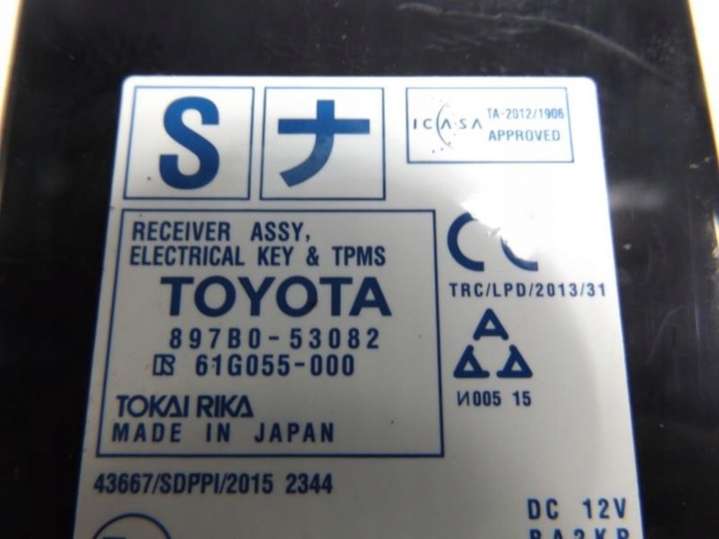 S ナ
ICASA TA-2012/1906
APPROVED
RECEIVER ASSY,
ELECTRICAL KEY & TPMS
TOYOTA
897B0-53082
61G055-000
TOKAI RIKA
MADE IN JAPAN
CE
TRC/LPD/2013/31
И005 15
43667/SDPPI/2015 2344
DC 12V